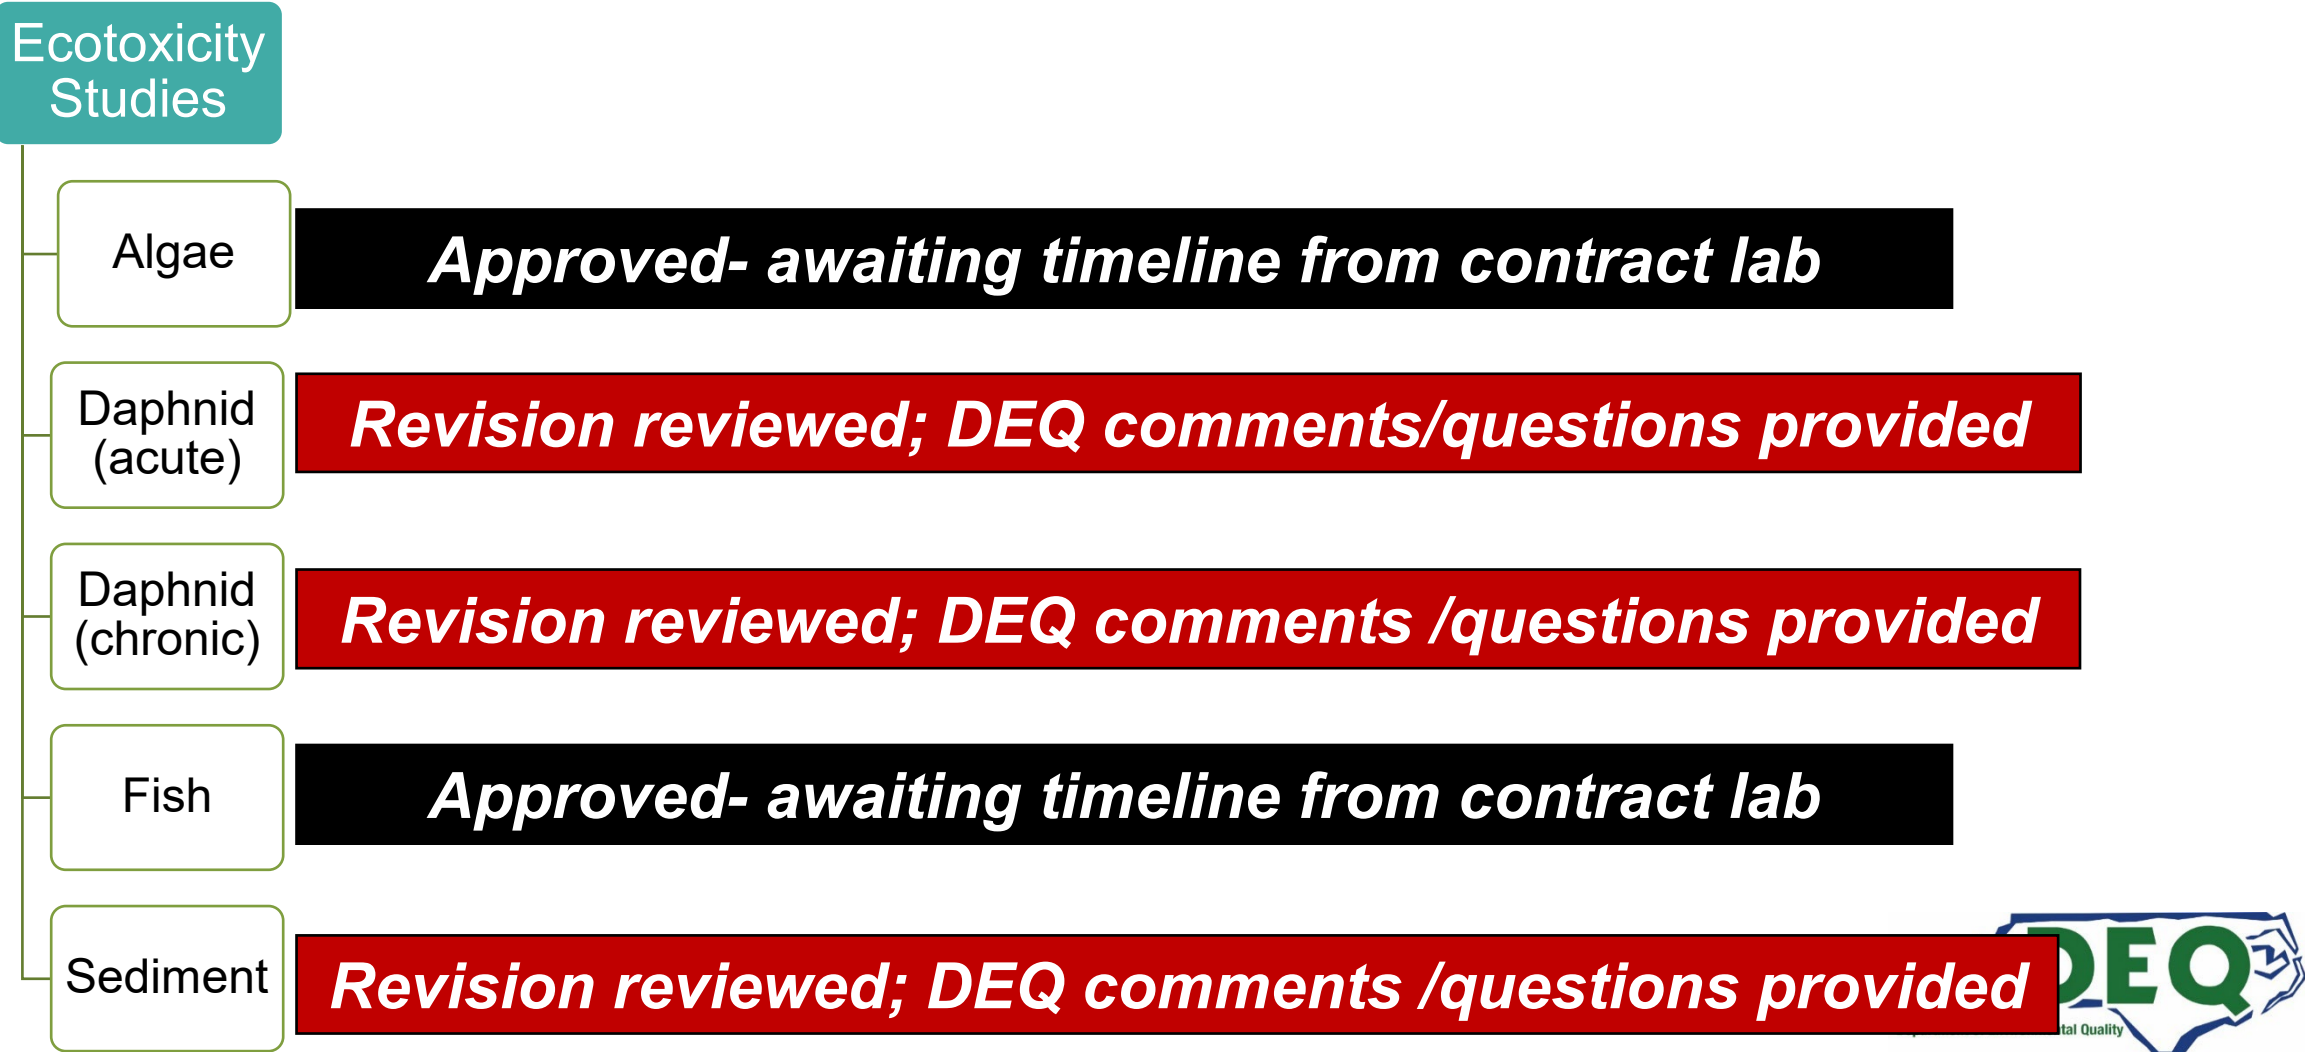 Ecotoxicity
Studies
Algae
Approved- awaiting timeline from contract lab
Daphnid
(acute)
Revision reviewed; DEQ comments/questions provided
Daphnid
(chronic)
Revision reviewed; DEQ comments /questions provided
Fish
Approved- awaiting timeline from contract lab
Sediment
Revision reviewed; DEQ comments /questions provided
DEQ
Quality